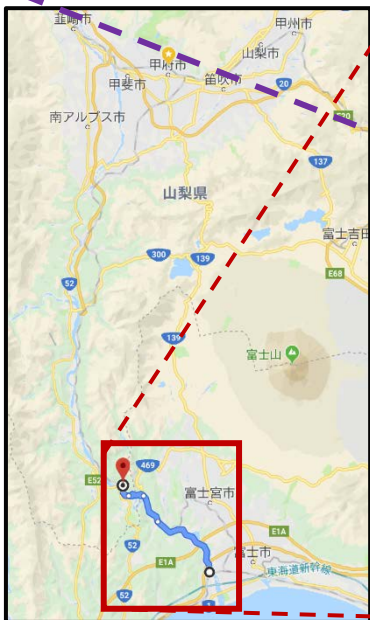 韮崎市
甲州市
山梨市
甲府市
甲斐市
笛吹市
20
E20
南アルプス市
137
山梨県
富士吉田
300
139
E68
52
139
富士山
469
E52
富士宮市
52
E1A
E1A
富士市
東海道新幹線
52
1